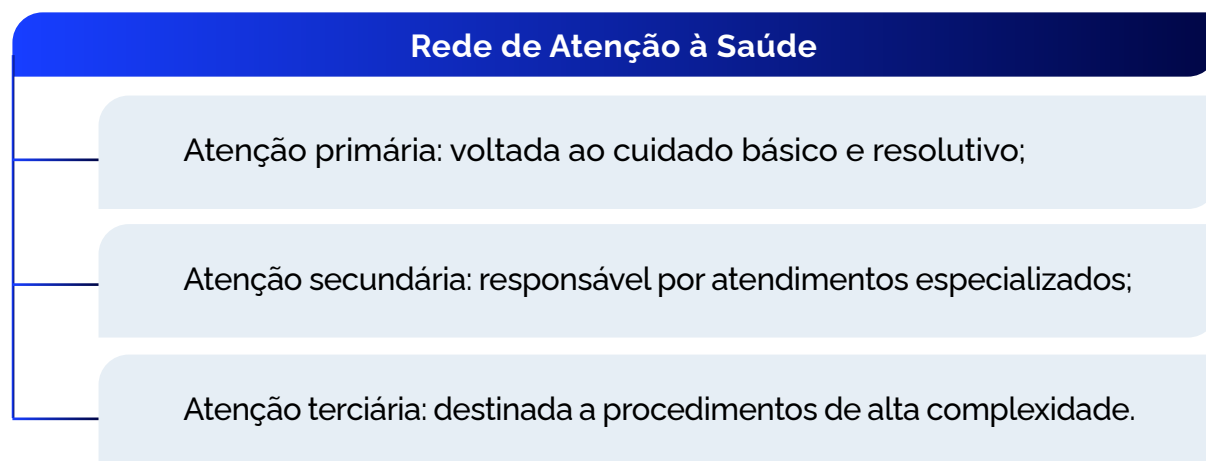 Rede de Atenção à Saúde
Atenção primária: voltada ao cuidado básico e resolutivo;
Atenção secundária: responsável por atendimentos especializados;
Atenção terciária: destinada a procedimentos de alta complexidade.